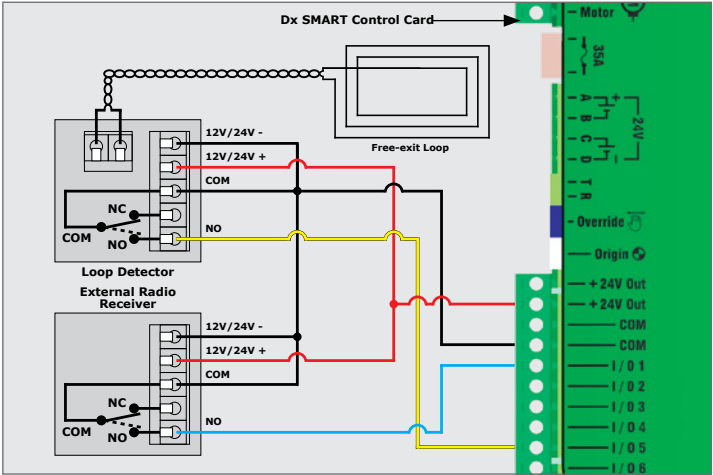 Dx SMART Control Card
Motor
M
35A
A
B
C
D
+
−
24V
T
R
Override
Origin
+ 24V Out
+ 24V Out
COM
COM
I / O 1
I / O 2
I / O 3
I / O 4
I / O 5
I / O 6
Free-exit Loop
12V/24V -
12V/24V +
COM
NC
COM
NO
NO
Loop Detector
External Radio
Receiver
12V/24V -
12V/24V +
COM
NC
COM
NO
NO